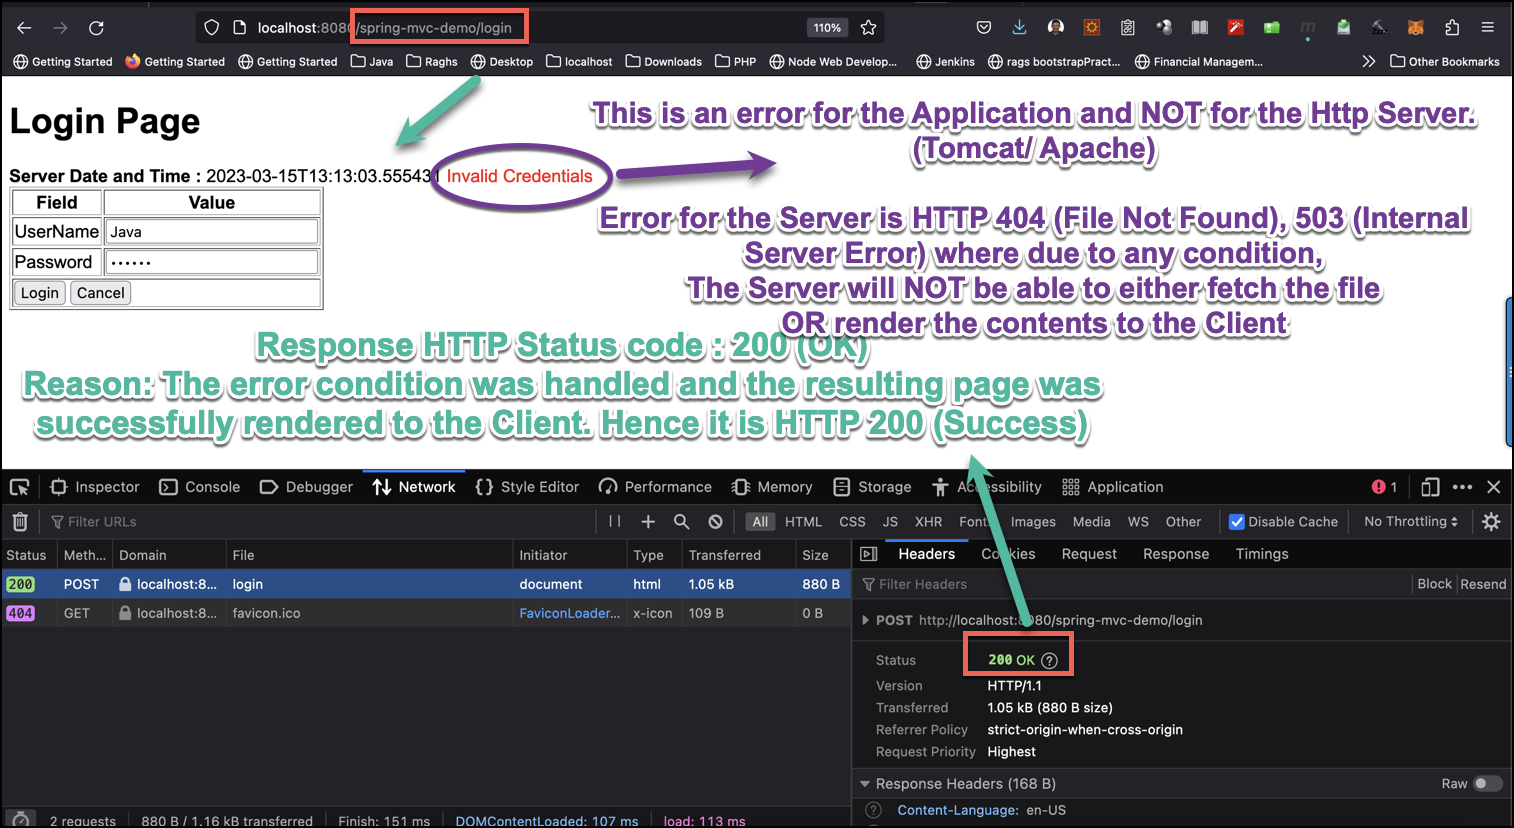 localhost:8080/spring-mvc-demo/login
110%
Getting Started
Getting Started
Getting Started
Java
Raghs
Desktop
localhost
Downloads
PHP
Node Web Develop...
Jenkins
rags bootstrapPract...
Financial Managem...
Other Bookmarks
Login Page
This is an error for the Application and NOT for the Http Server.
(Tomcat/ Apache)
Server Date and Time : 2023-03-15T13:13:03.555431 Invalid Credentials
Field Value
UserName Java
Password ••••••
Login Cancel
Error for the Server is HTTP 404 (File Not Found), 503 (Internal
Server Error) where due to any condition,
The Server will NOT be able to either fetch the file
OR render the contents to the Client
Response HTTP Status code : 200 (OK)
Reason: The error condition was handled and the resulting page was
successfully rendered to the Client. Hence it is HTTP 200 (Success)
Inspector Console Debugger Network Style Editor Performance Memory Storage Accessibility Application 1
Filter URLs
All HTML CSS JS XHR Fonts Images Media WS Other Disable Cache No Throttling
Status Meth... Domain File Initiator Type Transferred Size
200 POST localhost:8... login document html 1.05 kB 880 B
404 GET localhost:8... favicon.ico FaviconLoader... x-icon 109 B 0 B
Headers Cookies Request Response Timings
Filter Headers Block Resend
POST http://localhost:8080/spring-mvc-demo/login
Status 200 OK ?
Version HTTP/1.1
Transferred 1.05 kB (880 B size)
Referrer Policy strict-origin-when-cross-origin
Request Priority Highest
Response Headers (168 B) Raw
? Content-Language: en-US
2 requests 880 B / 1.16 kB transferred Finish: 151 ms DOMContentLoaded: 107 ms load: 113 ms